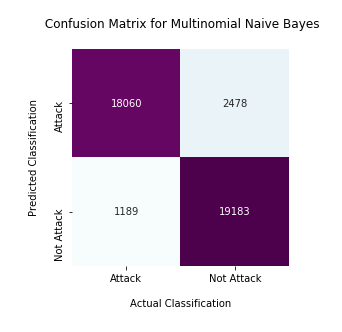 Confusion Matrix for Multinomial Naive Bayes
Predicted Classification
Attack
18060
2478
Not Attack
1189
19183
Attack
Not Attack
Actual Classification